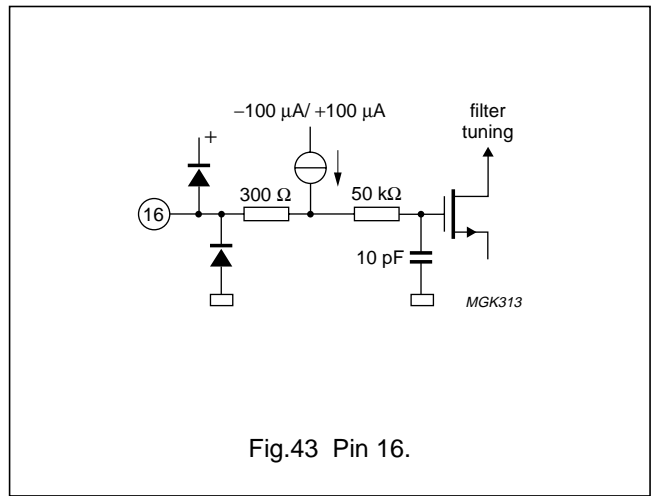 −100 µA/ +100 µA
filter
tuning
+
300 Ω
50 kΩ
16
10 pF
MGK313
Fig.43 Pin 16.